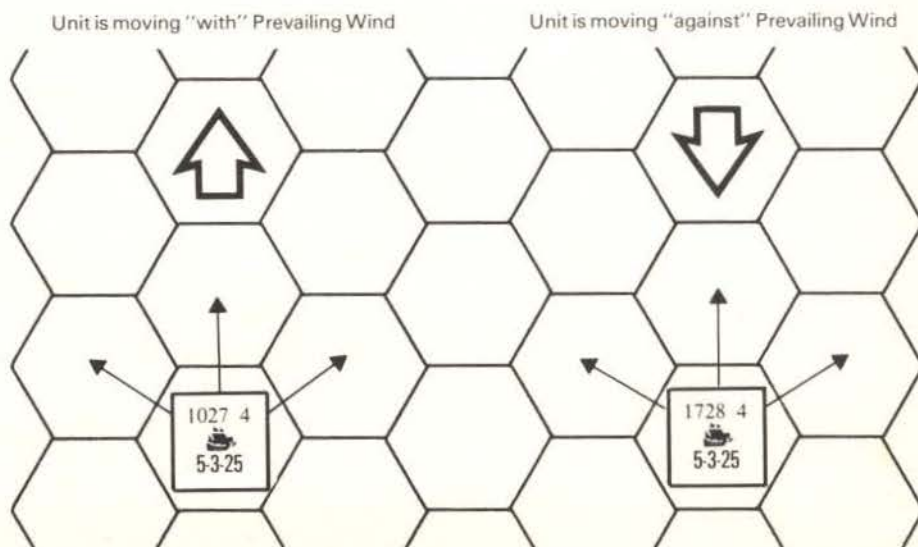 Unit is moving "with" Prevailing Wind
Unit is moving "against" Prevailing Wind
1027 4
5-3-25
1728 4
5-3-25